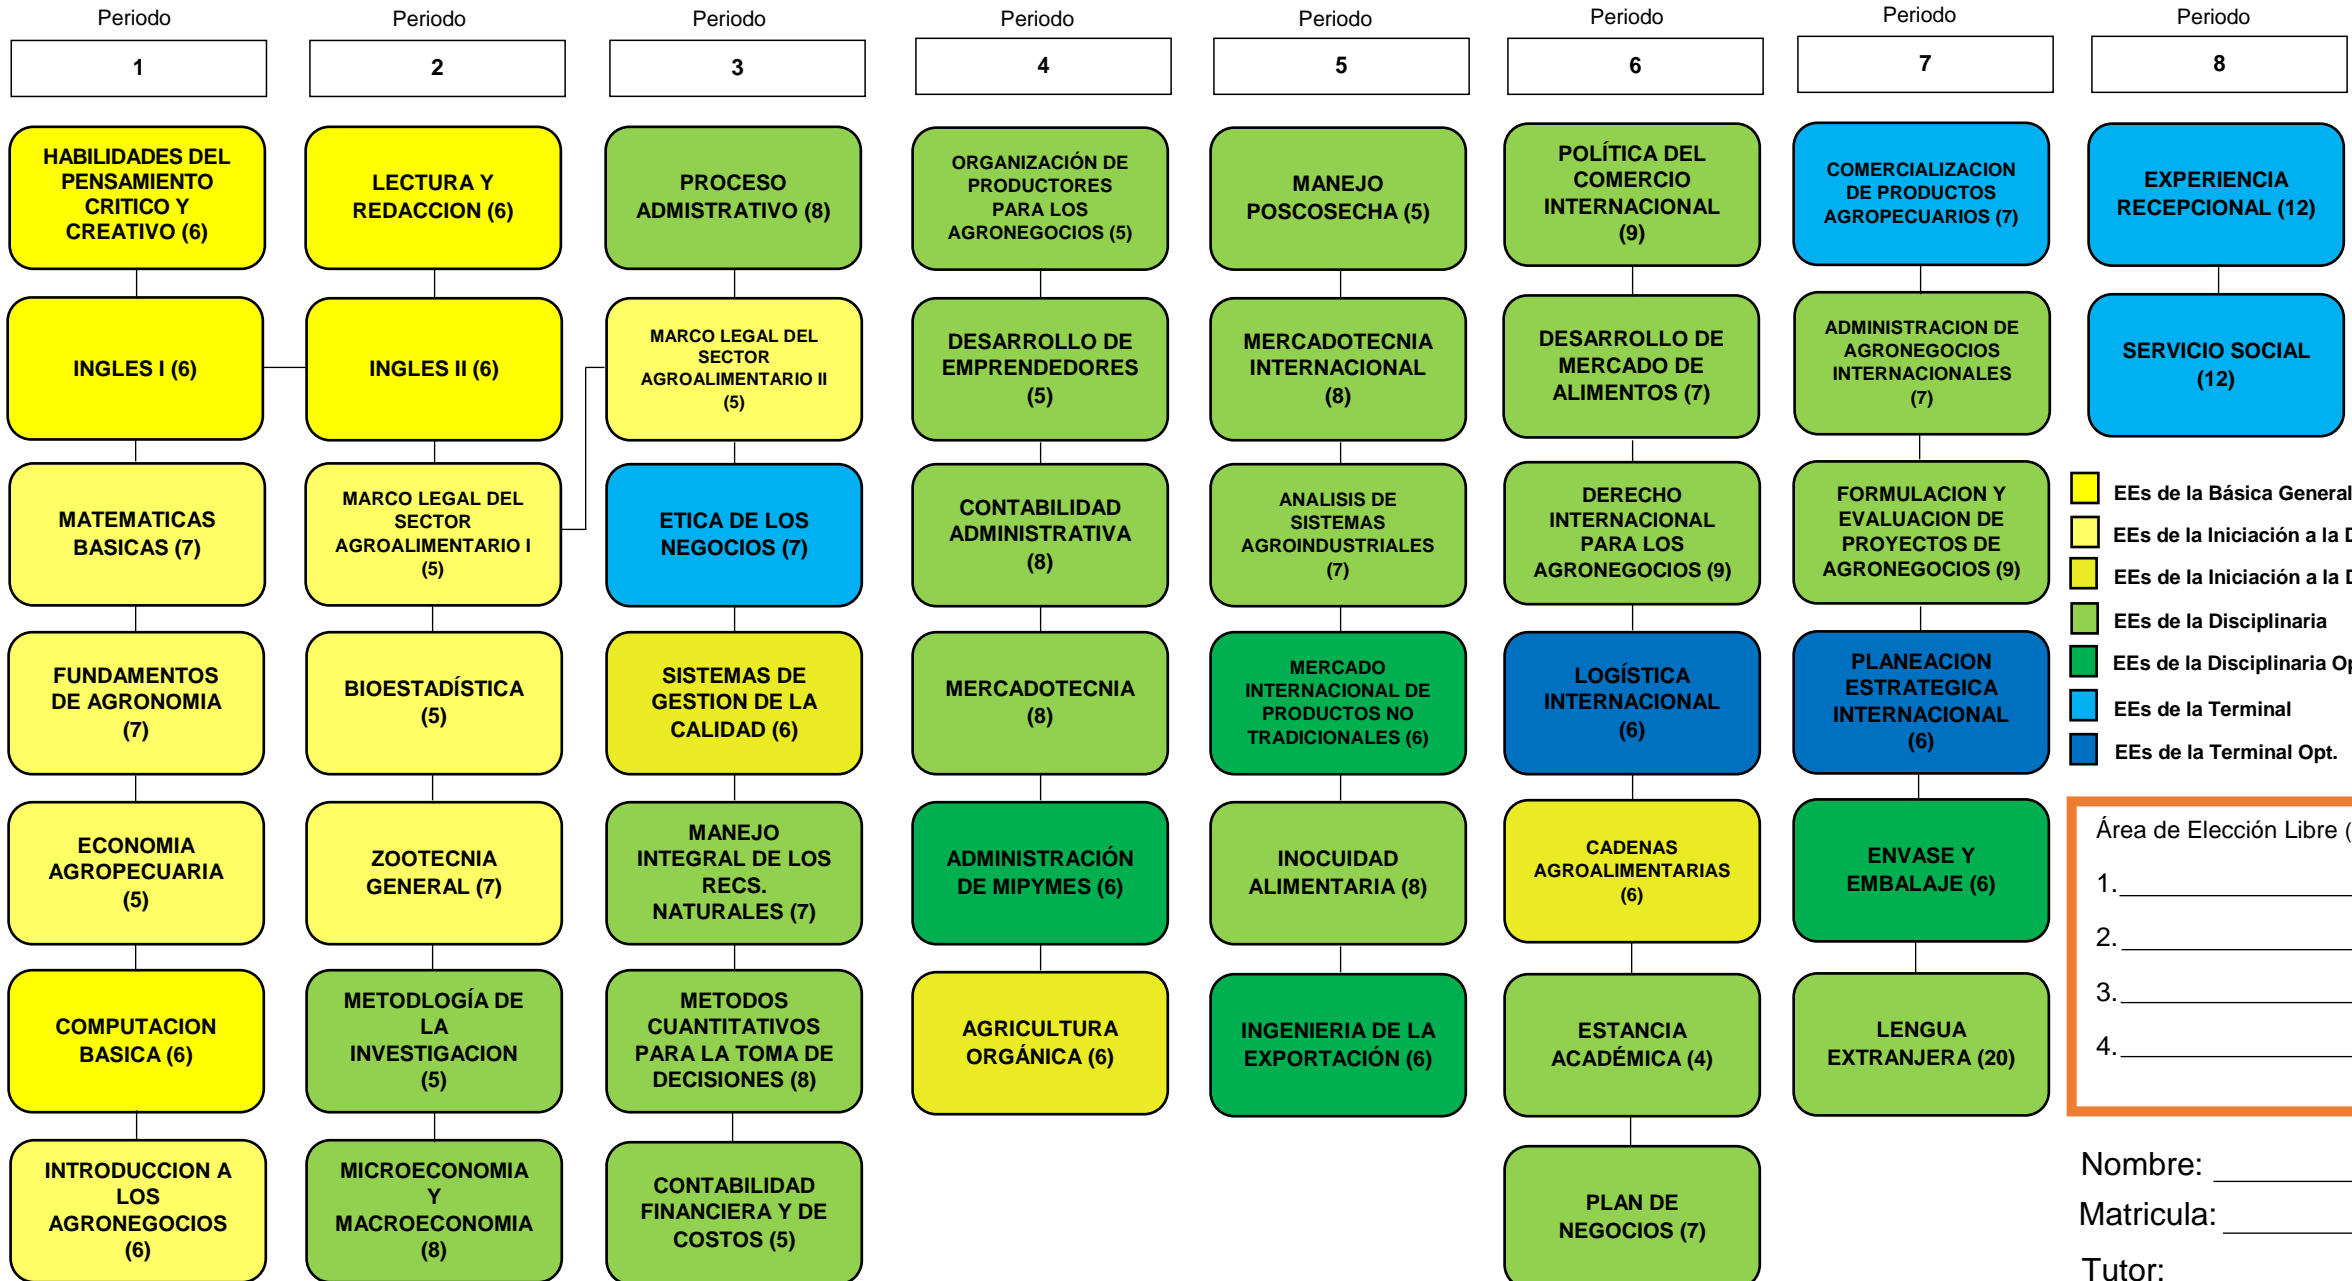 Periodo
1
HABILIDADES DEL
PENSAMIENTO
CRITICO Y
CREATIVO (6)
INGLES I (6)
MATEMATICAS
BASICAS (7)
FUNDAMENTOS
DE AGRONOMIA
(7)
ECONOMIA
AGROPECUARIA
(5)
COMPUTACION
BASICA (6)
INTRODUCCION A
LOS
AGRONEGOCIOS
(6)
Periodo
2
LECTURA Y
REDACCION (6)
INGLES II (6)
MARCO LEGAL DEL
SECTOR
AGROALIMENTARIO I
(5)
BIOESTADÍSTICA
(5)
ZOOTECNIA
GENERAL (7)
METODLOGÍA DE
LA
INVESTIGACION
(5)
MICROECONOMIA
Y
MACROECONOMIA
(8)
Periodo
3
PROCESO
ADMISTRATIVO (8)
MARCO LEGAL DEL
SECTOR
AGROALIMENTARIO II
(5)
ETICA DE LOS
NEGOCIOS (7)
SISTEMAS DE
GESTION DE LA
CALIDAD (6)
MANEJO
INTEGRAL DE LOS
RECS.
NATURALES (7)
METODOS
CUANTITATIVOS
PARA LA TOMA DE
DECISIONES (8)
CONTABILIDAD
FINANCIERA Y DE
COSTOS (5)
Periodo
4
ORGANIZACIÓN DE
PRODUCTORES
PARA LOS
AGRONEGOCIOS (5)
DESARROLLO DE
EMPRENDEDORES
(5)
CONTABILIDAD
ADMINISTRATIVA
(8)
MERCADOTECNIA
(8)
ADMINISTRACIÓN
DE MIPYMES (6)
AGRICULTURA
ORGÁNICA (6)
Periodo
5
MANEJO
POSCOSECHA (5)
MERCADOTECNIA
INTERNACIONAL
(8)
ANALISIS DE
SISTEMAS
AGROINDUSTRIALES
(7)
MERCADO
INTERNACIONAL DE
PRODUCTOS NO
TRADICIONALES (6)
INOCUIDAD
ALIMENTARIA (8)
INGENIERIA DE LA
EXPORTACIÓN (6)
Periodo
6
POLÍTICA DEL
COMERCIO
INTERNACIONAL
(9)
DESARROLLO DE
MERCADO DE
ALIMENTOS (7)
DERECHO
INTERNACIONAL
PARA LOS
AGRONEGOCIOS (9)
LOGÍSTICA
INTERNACIONAL
(6)
CADENAS
AGROALIMENTARIAS
(6)
ESTANCIA
ACADÉMICA (4)
PLAN DE
NEGOCIOS (7)
Periodo
7
COMERCIALIZACION
DE PRODUCTOS
AGROPECUARIOS (7)
ADMINISTRACION DE
AGRONEGOCIOS
INTERNACIONALES
(7)
FORMULACION Y
EVALUACION DE
PROYECTOS DE
AGRONEGOCIOS (9)
PLANEACION
ESTRATEGICA
INTERNACIONAL
(6)
ENVASE Y
EMBALAJE (6)
LENGUA
EXTRANJERA (20)
Periodo
8
EXPERIENCIA
RECEPCIONAL (12)
SERVICIO SOCIAL
(12)
EEs de la Básica General
EEs de la Iniciación a la D
EEs de la Iniciación a la D
EEs de la Disciplinaria
EEs de la Disciplinaria Op
EEs de la Terminal
EEs de la Terminal Opt.
Área de Elección Libre (
1.
2.
3.
4.
Nombre:
Matricula:
Tutor: